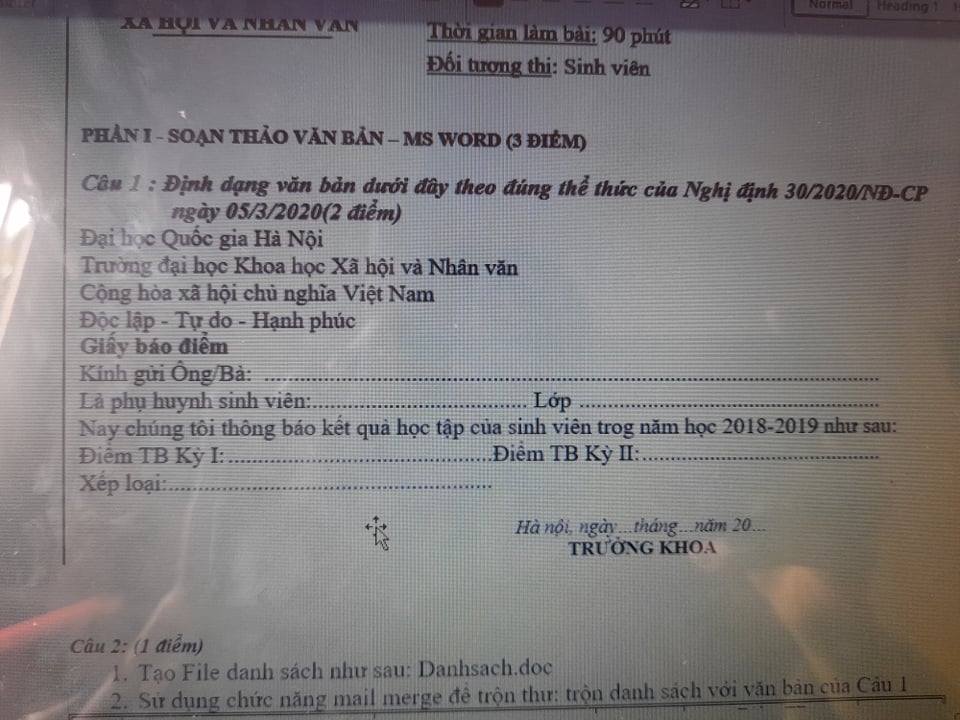 Normal
Heading 1
XÃ HỘI VÀ NHÂN VĂN
Thời gian làm bài: 90 phút
Đối tượng thi: Sinh viên
PHẦN I - SOẠN THẢO VĂN BẢN – MS WORD (3 ĐIỂM)
Câu 1 : Định dạng văn bản dưới đây theo đúng thể thức của Nghị định 30/2020/NĐ-CP
ngày 05/3/2020(2 điểm)
Đại học Quốc gia Hà Nội
Trường đại học Khoa học Xã hội và Nhân văn
Cộng hòa xã hội chủ nghĩa Việt Nam
Độc lập - Tự do - Hạnh phúc
Giấy báo điểm
Kính gửi Ông/Bà: ..........................................................................
Là phụ huynh sinh viên:.................................... Lớp ....................................
Nay chúng tôi thông báo kết quả học tập của sinh viên trog năm học 2018-2019 như sau:
Điểm TB Kỳ I:............................................Điểm TB Kỳ II:........................................
Xếp loại:......................................................
Hà nội, ngày...tháng...năm 20...
TRƯỞNG KHOA
Câu 2: (1 điểm)
1. Tạo File danh sách như sau: Danhsach.doc
2. Sử dụng chức năng mail merge để trộn thư: trộn danh sách với văn bản của Câu 1